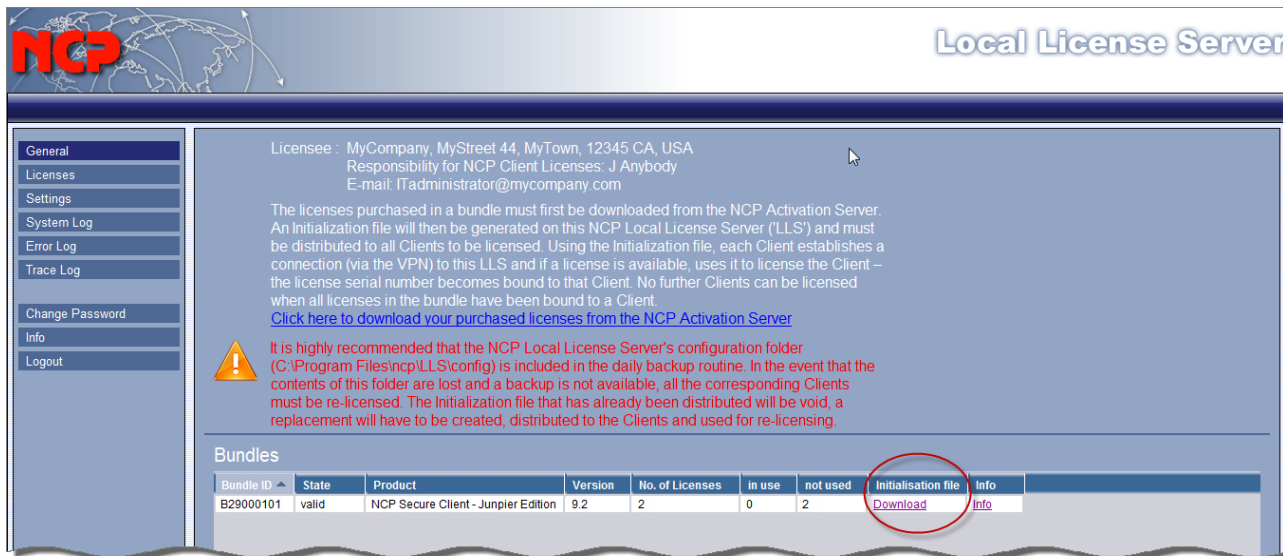 NCP
Local License Server
General
Licenses
Settings
System Log
Error Log
Trace Log
Change Password
Info
Logout
Licensee : MyCompany, MyStreet 44, MyTown, 12345 CA, USA
Responsibility for NCP Client Licenses: J Anybody
E-mail: ITadministrator@mycompany.com
The licenses purchased in a bundle must first be downloaded from the NCP Activation Server.
An Initialization file will then be generated on this NCP Local License Server ('LLS') and must
be distributed to all Clients to be licensed. Using the Initialization file, each Client establishes a
connection (via the VPN) to this LLS and if a license is available, uses it to license the Client –
the license serial number becomes bound to that Client. No further Clients can be licensed
when all licenses in the bundle have been bound to a Client.
Click here to download your purchased licenses from the NCP Activation Server
It is highly recommended that the NCP Local License Server's configuration folder
(C:\Program Files\ncp\LLS\config) is included in the daily backup routine. In the event that the
contents of this folder are lost and a backup is not available, all the corresponding Clients
must be re-licensed. The Initialization file that has already been distributed will be void, a
replacement will have to be created, distributed to the Clients and used for re-licensing.
Bundles
Bundle ID State Product Version No. of Licenses in use not used Initialisation file Info
B29000101 valid NCP Secure Client - Junpier Edition 9.2 2 0 2 Download Info